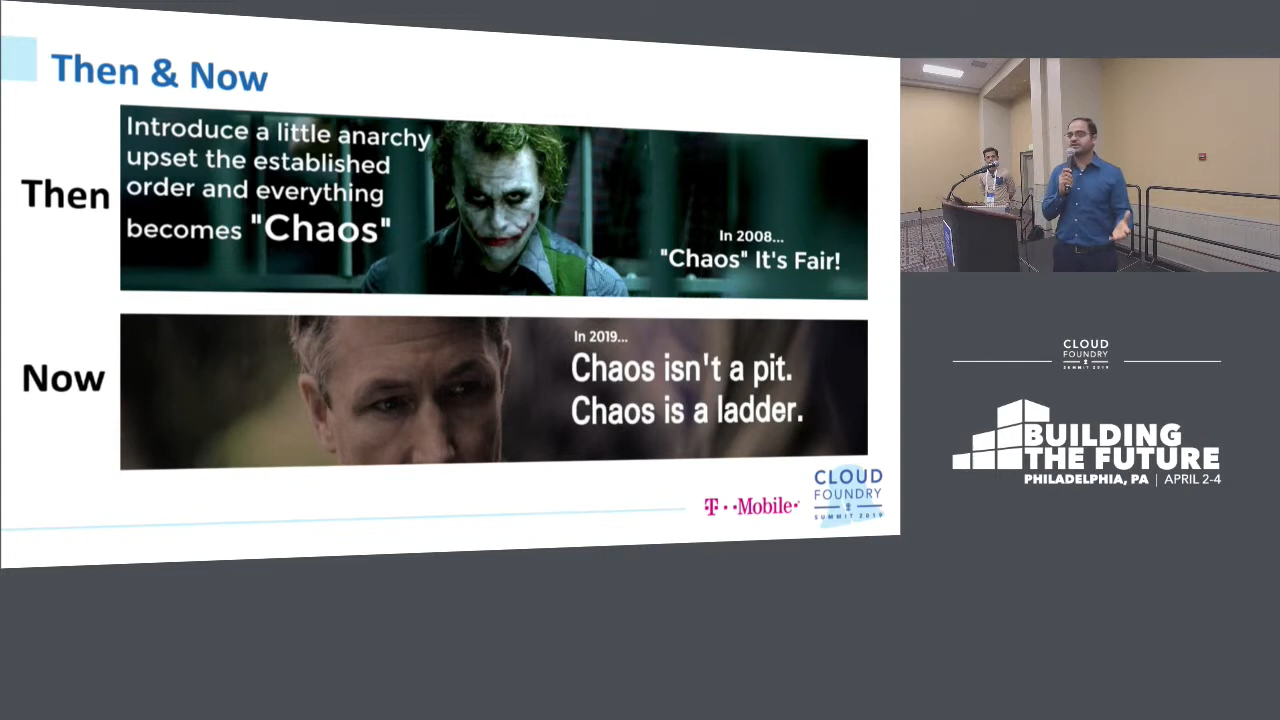 Then & Now
Then
Introduce a little anarchy
upset the established
order and everything
becomes "Chaos"
In 2008...
"Chaos" It's Fair!
Now
In 2019...
Chaos isn't a pit.
Chaos is a ladder.
T··Mobile·
CLOUD
FOUNDRY
SUMMIT 2019
CLOUD
FOUNDRY
SUMMIT 2019
BUILDING
THE FUTURE
PHILADELPHIA, PA | APRIL 2-4